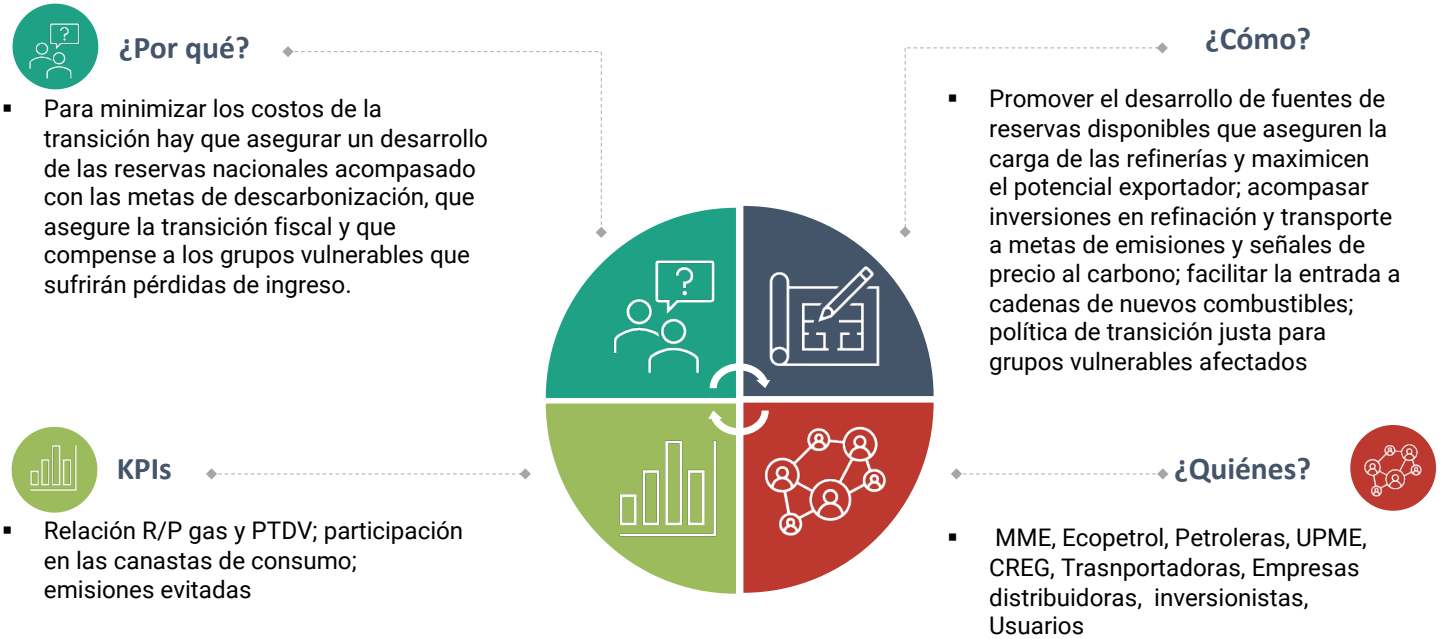 ¿Por qué?
Para minimizar los costos de la
transición hay que asegurar un desarrollo
de las reservas nacionales acompasado
con las metas de descarbonización, que
asegure la transición fiscal y que
compense a los grupos vulnerables que
sufrirán pérdidas de ingreso.
¿Cómo?
Promover el desarrollo de fuentes de
reservas disponibles que aseguren la
carga de las refinerías y maximicen
el potencial exportador; acompasar
inversiones en refinación y transporte
a metas de emisiones y señales de
precio al carbono; facilitar la entrada a
cadenas de nuevos combustibles;
política de transición justa para
grupos vulnerables afectados
KPIs
Relación R/P gas y PTDV; participación
en las canastas de consumo;
emisiones evitadas
¿Quiénes?
MME, Ecopetrol, Petroleras, UPME,
CREG, Trasnportadoras, Empresas
distribuidoras, inversionistas,
Usuarios